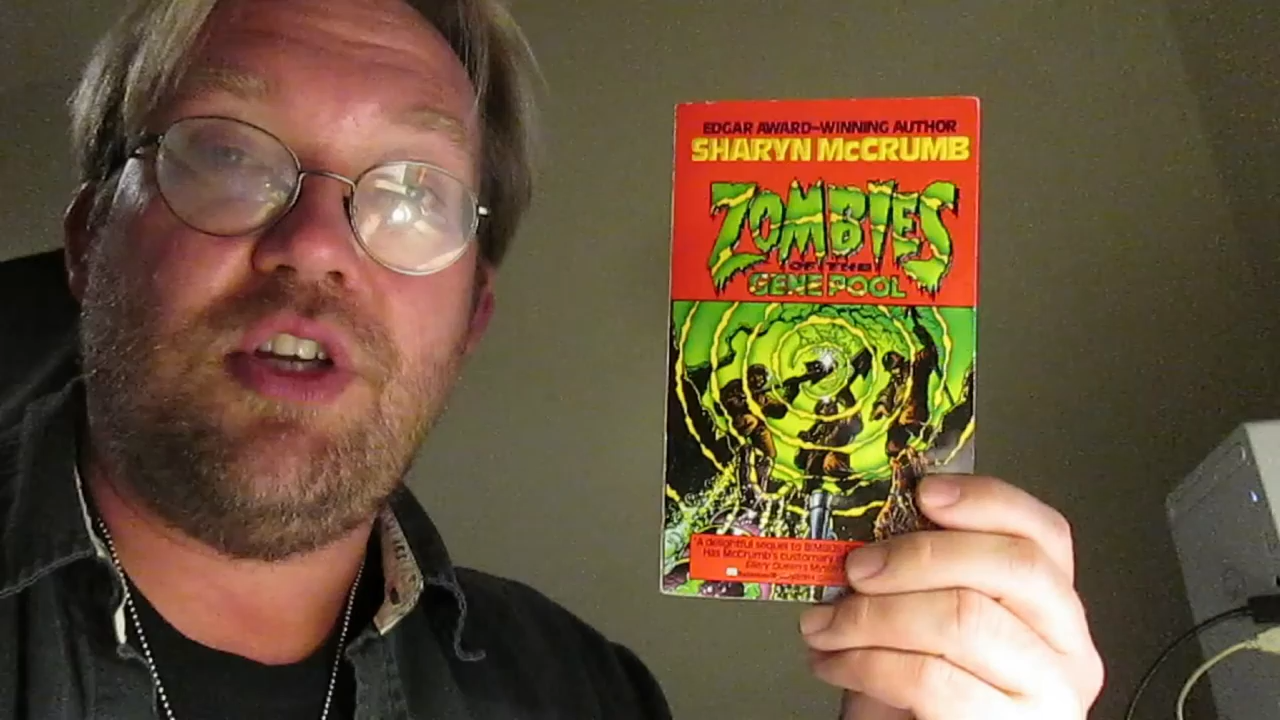 EDGAR AWARD–WINNING AUTHOR
SHARYN McCRUMB
ZOMBIES
OF THE
GENE POOL
"A delightful sequel to BIMBOS
Has McCrumb's customary
Ellery Queen's Myste